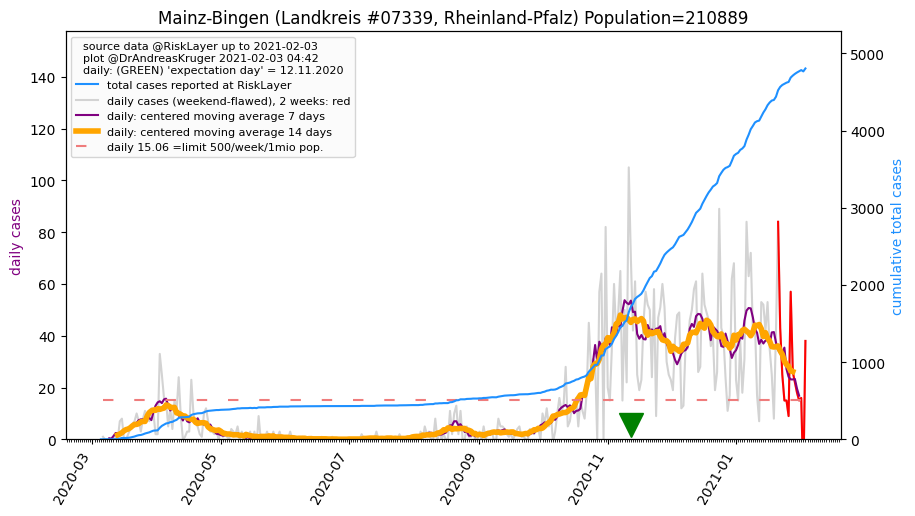 Mainz-Bingen (Landkreis #07339, Rheinland-Pfalz) Population=210889
source data @RiskLayer up to 2021-02-03
plot @DrAndreasKruger 2021-02-03 04:42
daily: (GREEN) 'expectation day' = 12.11.2020
total cases reported at RiskLayer
daily cases (weekend-flawed), 2 weeks: red
daily: centered moving average 7 days
daily: centered moving average 14 days
daily 15.06 =limit 500/week/1mio pop.
daily cases
140
120
100
80
60
40
20
0
5000
4000
3000
2000
1000
0
cumulative total cases
2020-03
2020-05
2020-07
2020-09
2020-11
2021-01